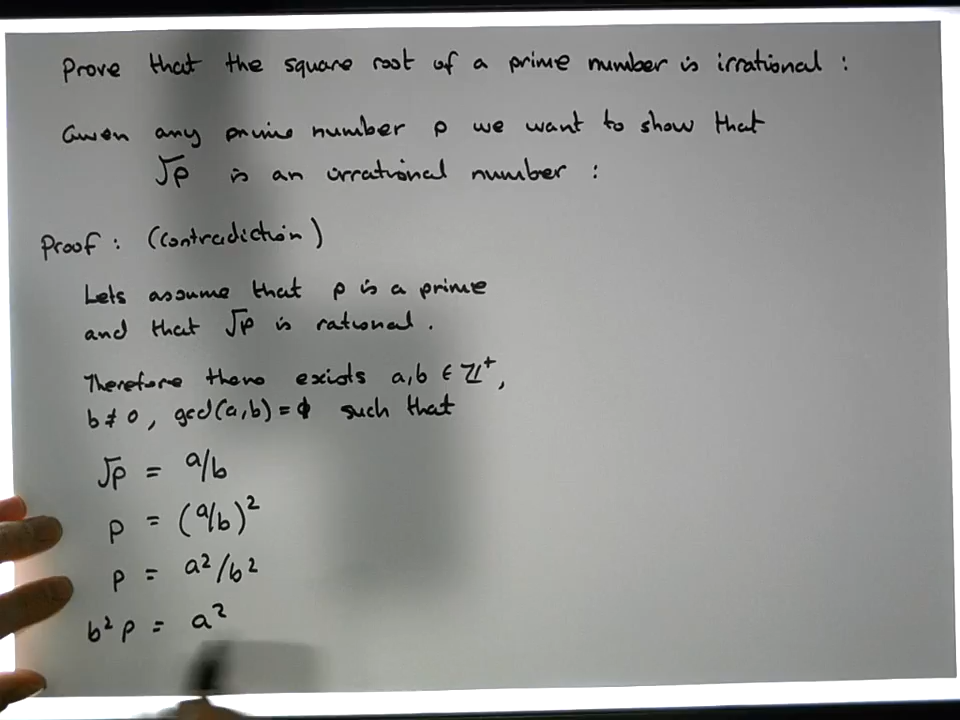 Prove that the square root of a prime number is irrational :
Given any prime number p we want to show that
√p is an irrational number :
Proof : (contradiction)
Lets assume that p is a prime
and that √p is rational .
Therefore there exists a,b ∈ ℤ⁺,
b ≠ 0, gcd(a,b) = 1 such that
√p = a/b
p = (a/b)²
p = a²/b²
b²p = a²